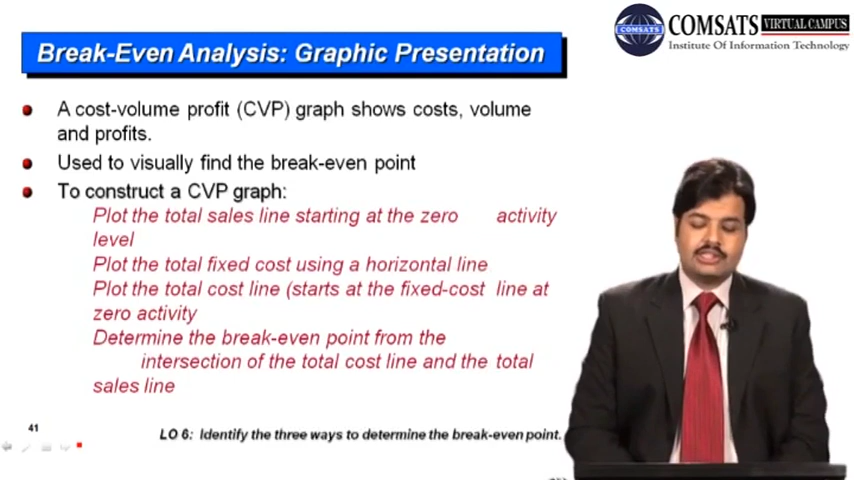 COMSATS
COMSATS VIRTUAL CAMPUS
Institute Of Information Technology
Break-Even Analysis: Graphic Presentation
A cost-volume profit (CVP) graph shows costs, volume
and profits.
Used to visually find the break-even point
To construct a CVP graph:
Plot the total sales line starting at the zero activity
level
Plot the total fixed cost using a horizontal line
Plot the total cost line (starts at the fixed-cost line at
zero activity
Determine the break-even point from the
intersection of the total cost line and the total
sales line
41
LO 6: Identify the three ways to determine the break-even point.